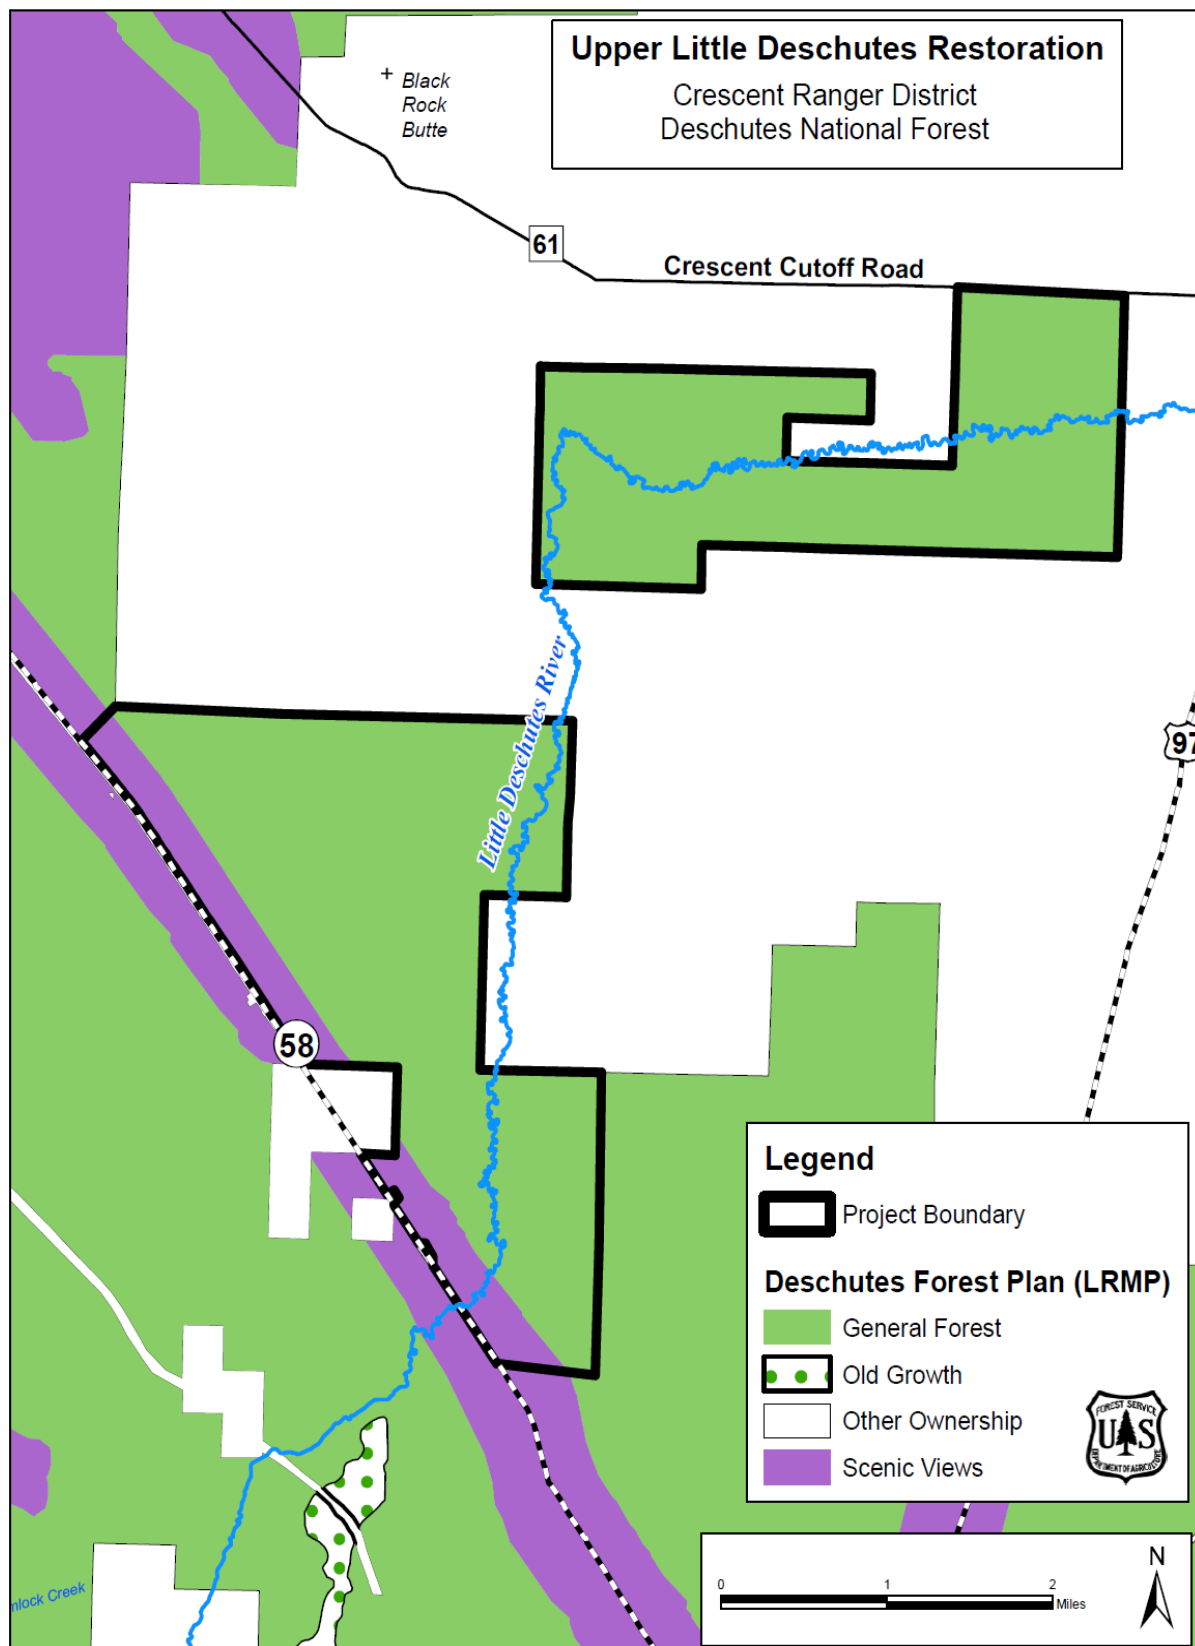 Upper Little Deschutes Restoration
Crescent Ranger District
Deschutes National Forest
+ Black
Rock
Butte
61
Crescent Cutoff Road
Little Deschutes River
97
58
Legend
Project Boundary
Deschutes Forest Plan (LRMP)
General Forest
Old Growth
Other Ownership
Scenic Views
FOREST SERVICE
U S
DEPARTMENT OF AGRICULTURE
mlock Creek
N
0 1 2
Miles